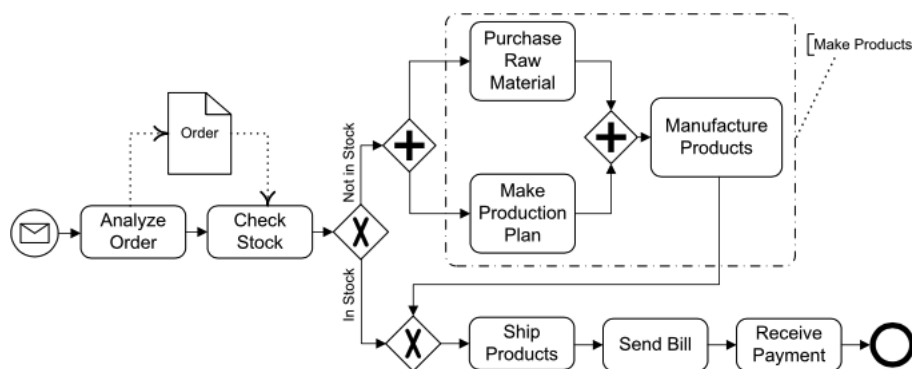 Purchase
Raw
Material
Make Products
Order
Not in Stock
Manufacture
Products
Analyze
Order
Check
Stock
Make
Production
Plan
In Stock
Ship
Products
Send Bill
Receive
Payment